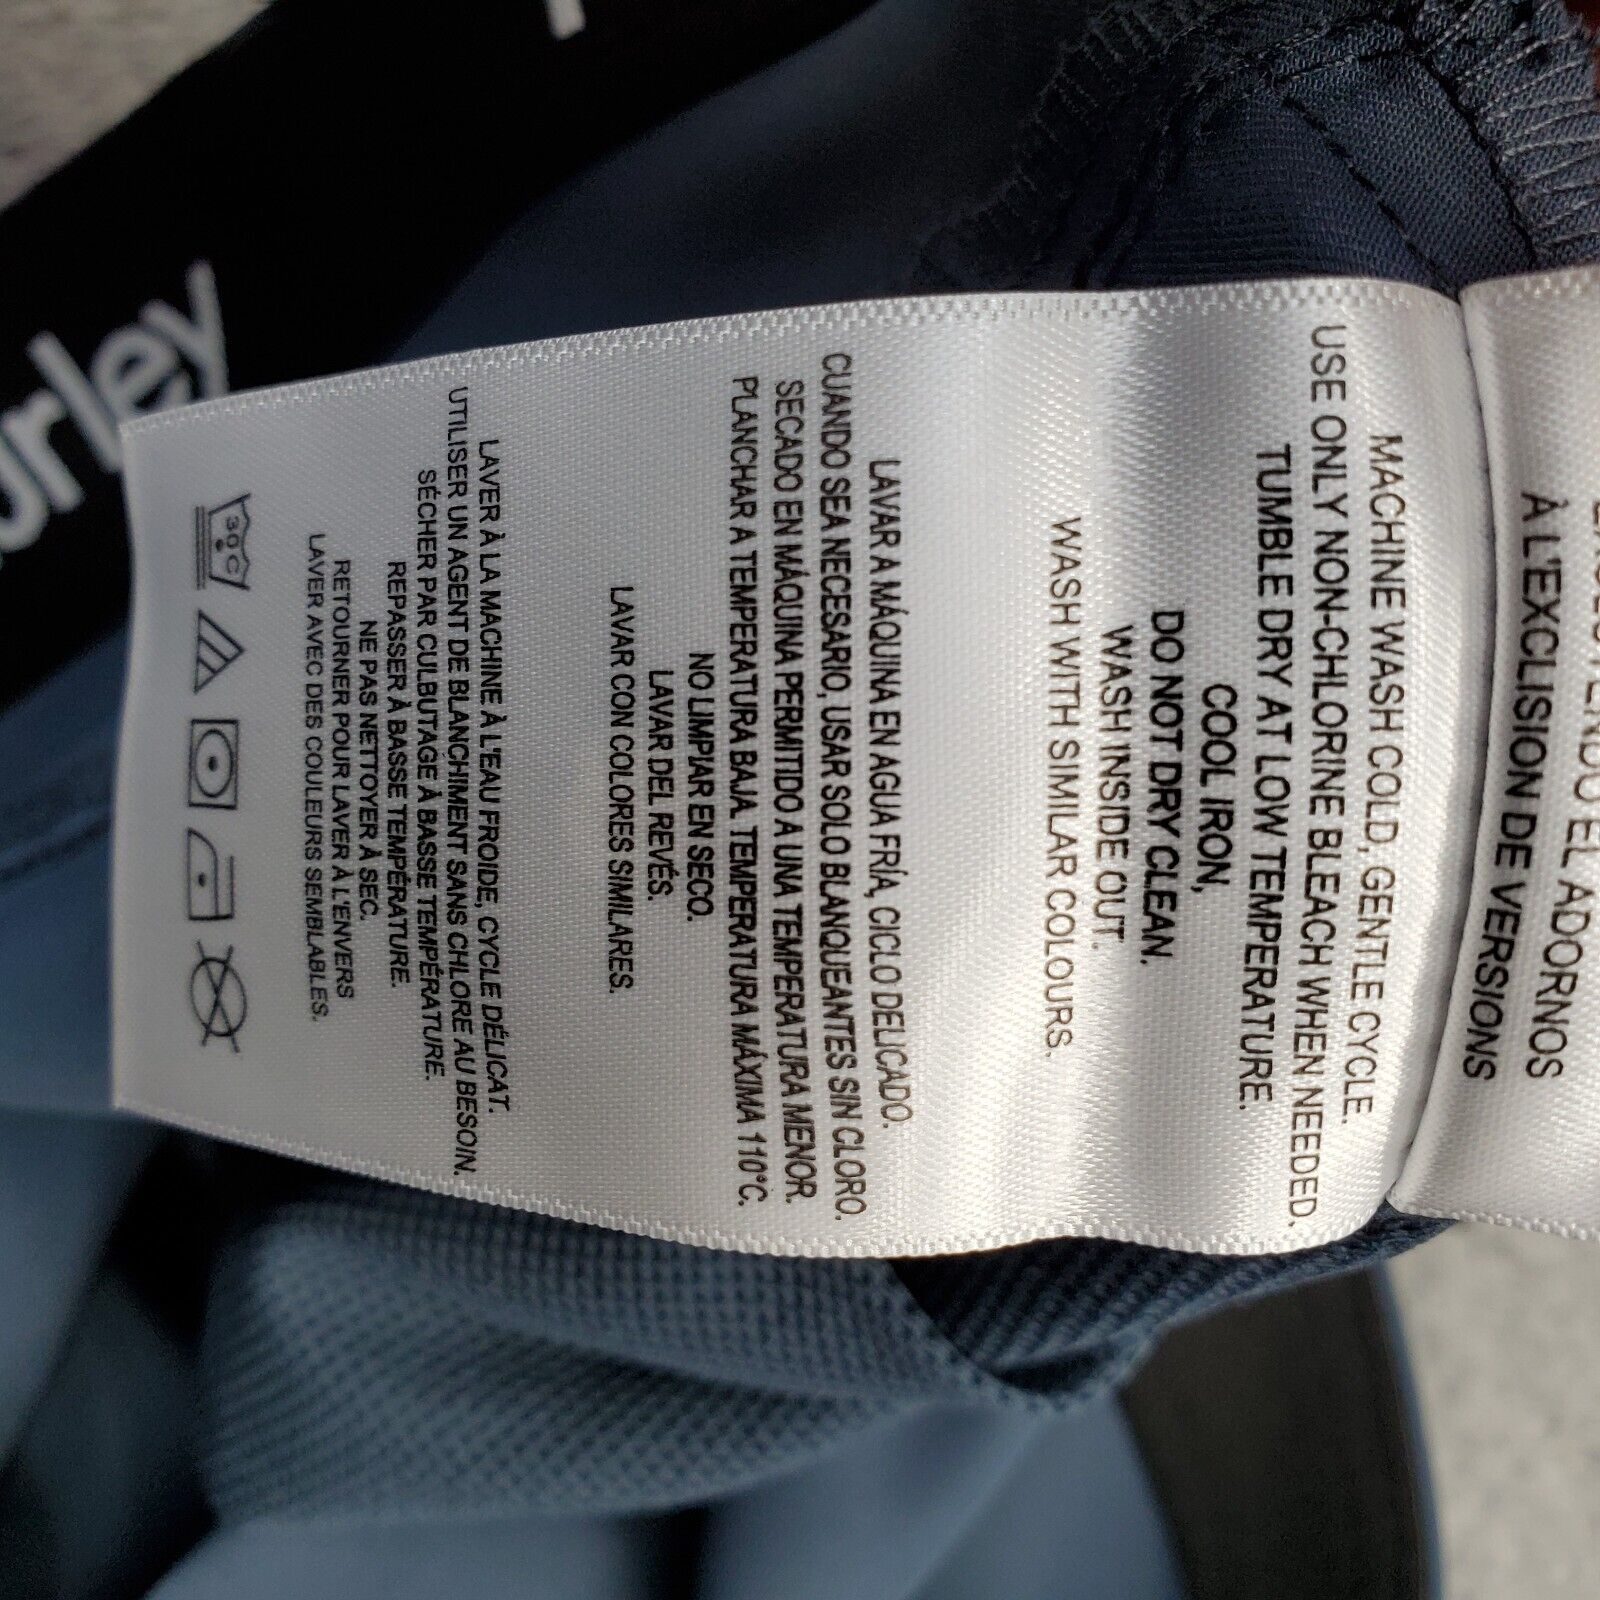 EXCLISTENDO EL ADORNOS
À L'EXCLISION DE VERSIONS
MACHINE WASH COLD, GENTLE CYCLE.
USE ONLY NON-CHLORINE BLEACH WHEN NEEDED.
TUMBLE DRY AT LOW TEMPERATURE.
COOL IRON,
DO NOT DRY CLEAN.
WASH INSIDE OUT.
WASH WITH SIMILAR COLOURS.
LAVAR A MÁQUINA EN AGUA FRÍA, CICLO DELICADO.
CUANDO SEA NECESARIO, USAR SOLO BLANQUEANTES SIN CLORO.
SECADO EN MÁQUINA PERMITIDO A UNA TEMPERATURA MENOR.
PLANCHAR A TEMPERATURA BAJA. TEMPERATURA MÁXIMA 110°C.
NO LIMPIAR EN SECO.
LAVAR DEL REVÉS.
LAVAR CON COLORES SIMILARES.
LAVER À LA MACHINE À L'EAU FROIDE, CYCLE DÉLICAT.
UTILISER UN AGENT DE BLANCHIMENT SANS CHLORE AU BESOIN.
SÉCHER PAR CULBUTAGE À BASSE TEMPÉRATURE.
REPASSER À BASSE TEMPÉRATURE.
NE PAS NETTOYER À SEC.
RETOURNER POUR LAVER À L'ENVERS
LAVER AVEC DES COULEURS SEMBLABLES.
30 C
urley